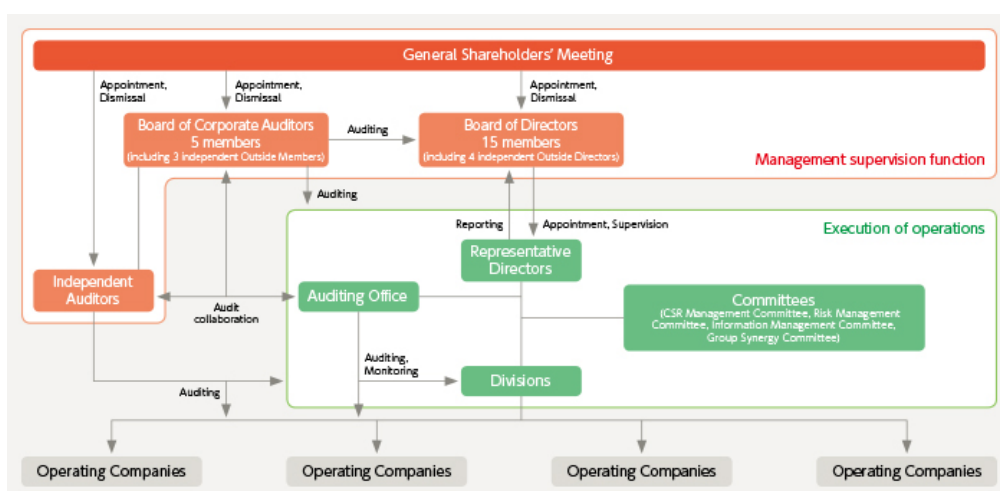 General Shareholders' Meeting
Appointment,
Dismissal
Appointment,
Dismissal
Appointment,
Dismissal
Board of Corporate Auditors
5 members
(including 3 independent Outside Members)
Auditing
Board of Directors
15 members
(including 4 independent Outside Directors)
Management supervision function
Auditing
Reporting
Appointment, Supervision
Execution of operations
Representative
Directors
Independent
Auditors
Audit
collaboration
Auditing Office
Committees
(CSR Management Committee, Risk Management
Committee, Information Management Committee,
Group Synergy Committee)
Auditing,
Monitoring
Divisions
Auditing
Operating Companies
Operating Companies
Operating Companies
Operating Companies